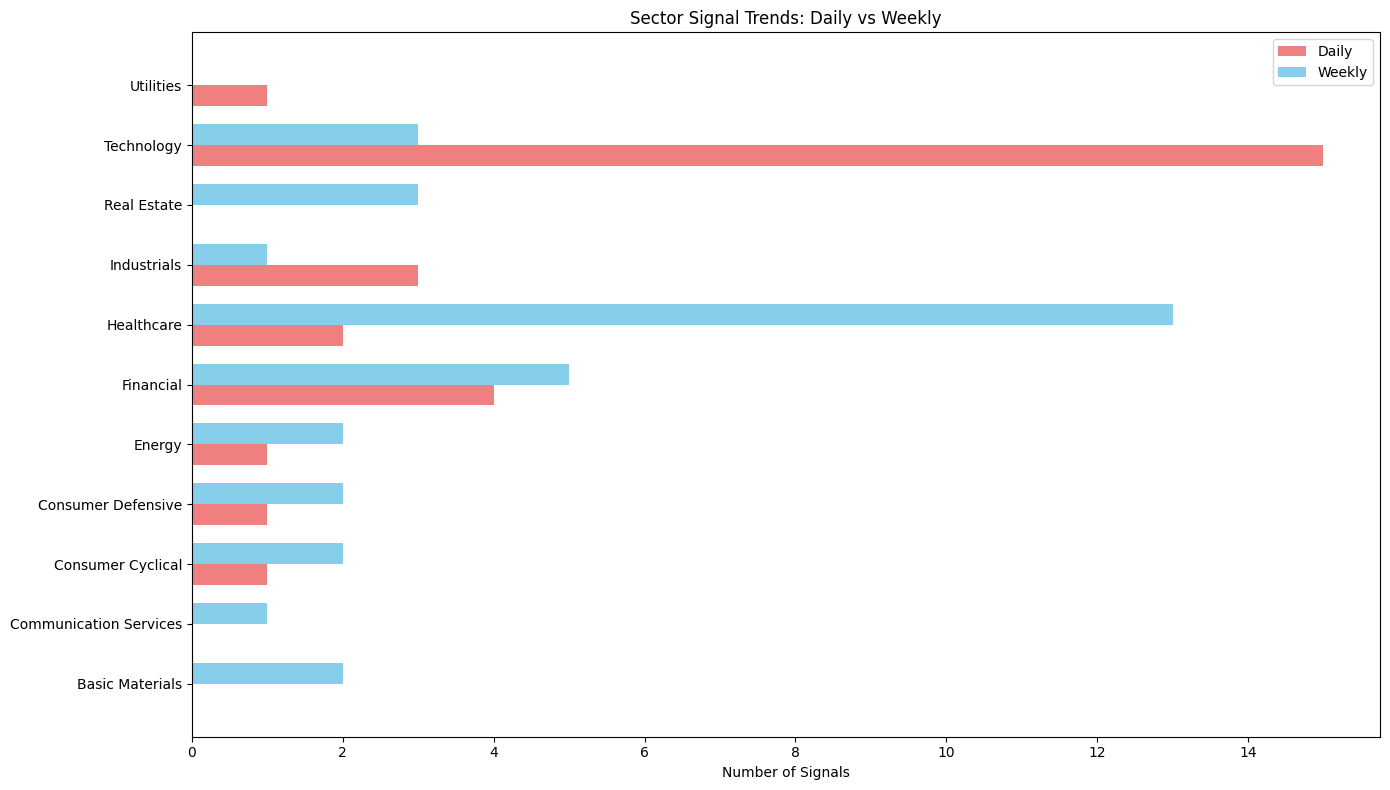 Sector Signal Trends: Daily vs Weekly
Daily
Weekly
Utilities
Technology
Real Estate
Industrials
Healthcare
Financial
Energy
Consumer Defensive
Consumer Cyclical
Communication Services
Basic Materials
0 2 4 6 8 10 12 14
Number of Signals